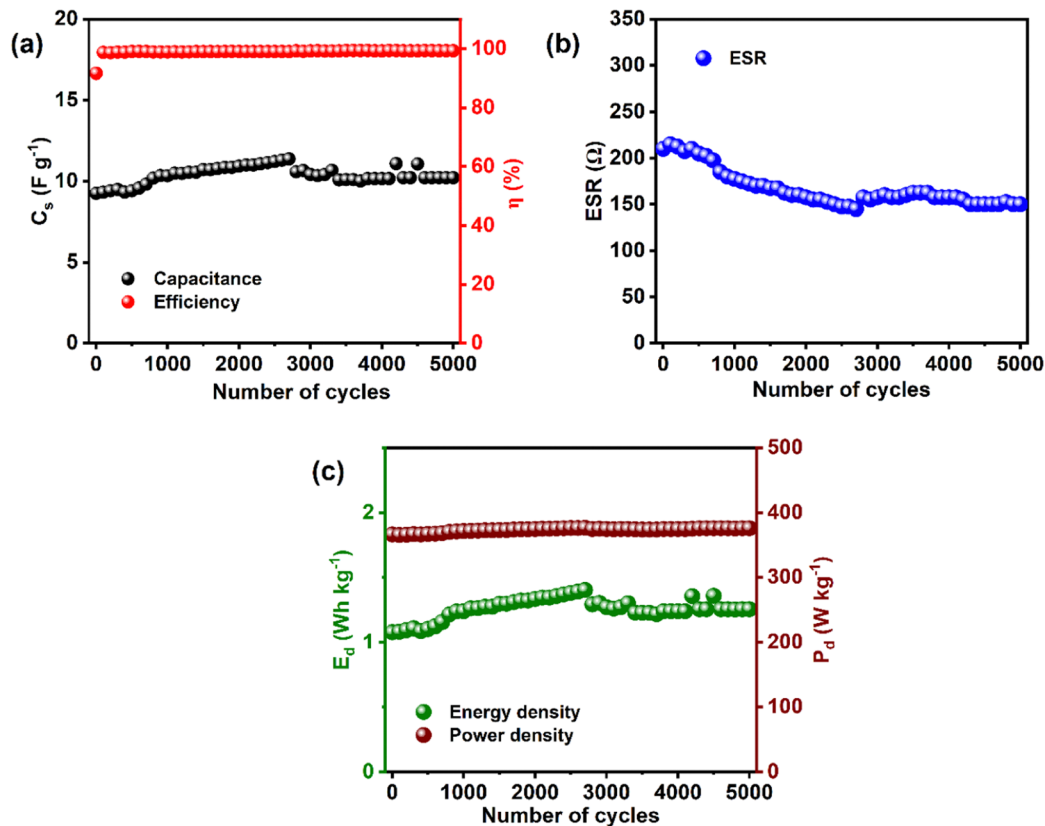 (a)
20
15
10
5
0
C_s (F g⁻¹)
100
80
60
40
20
0
η (%)
Capacitance
Efficiency
0 1000 2000 3000 4000 5000
Number of cycles
(b)
350
300
250
200
150
100
50
0
ESR (Ω)
ESR
0 1000 2000 3000 4000 5000
Number of cycles
(c)
2
1
0
E_d (Wh kg⁻¹)
500
400
300
200
100
0
P_d (W kg⁻¹)
Energy density
Power density
0 1000 2000 3000 4000 5000
Number of cycles